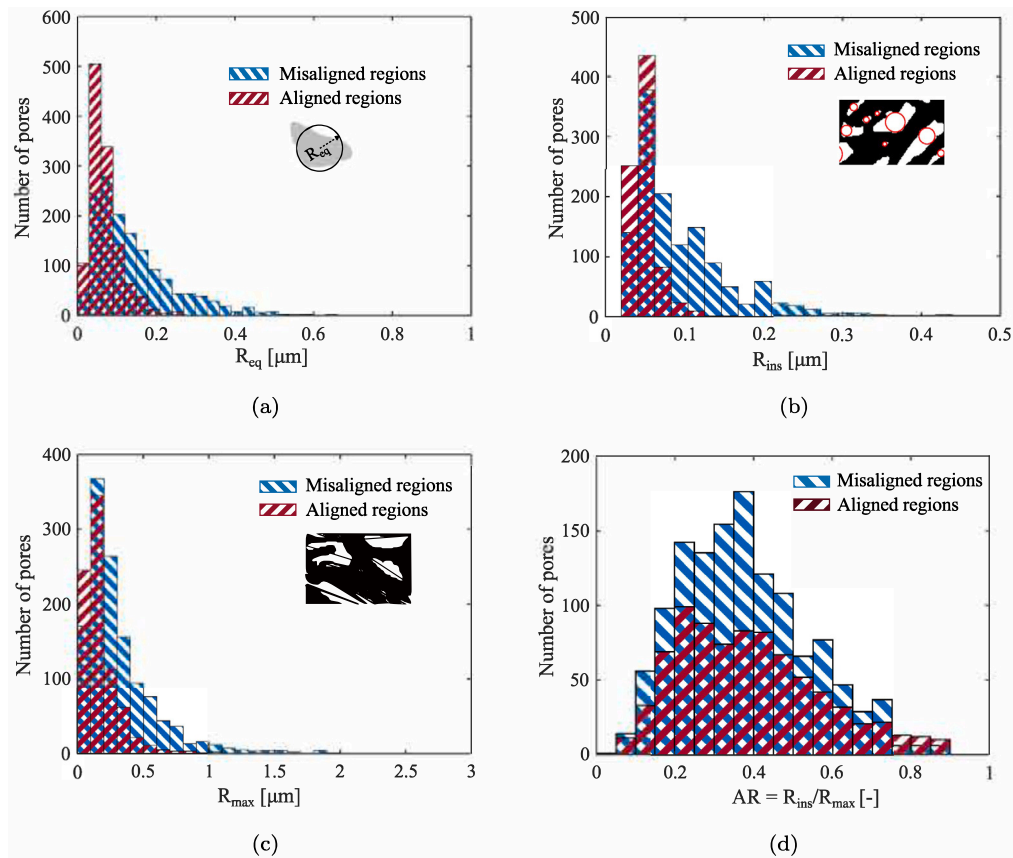 600
500
400
300
200
100
0
0
0.2
0.4
0.6
0.8
1
Number of pores
R_eq [μm]
Misaligned regions
Aligned regions
R_eq
(a)
500
400
300
200
100
0
0
0.1
0.2
0.3
0.4
0.5
Number of pores
R_ins [μm]
Misaligned regions
Aligned regions
(b)
400
300
200
100
0
0
0.5
1
1.5
2
2.5
3
Number of pores
R_max [μm]
Misaligned regions
Aligned regions
(c)
200
150
100
50
0
0
0.2
0.4
0.6
0.8
1
Number of pores
AR = R_ins/R_max [-]
Misaligned regions
Aligned regions
(d)